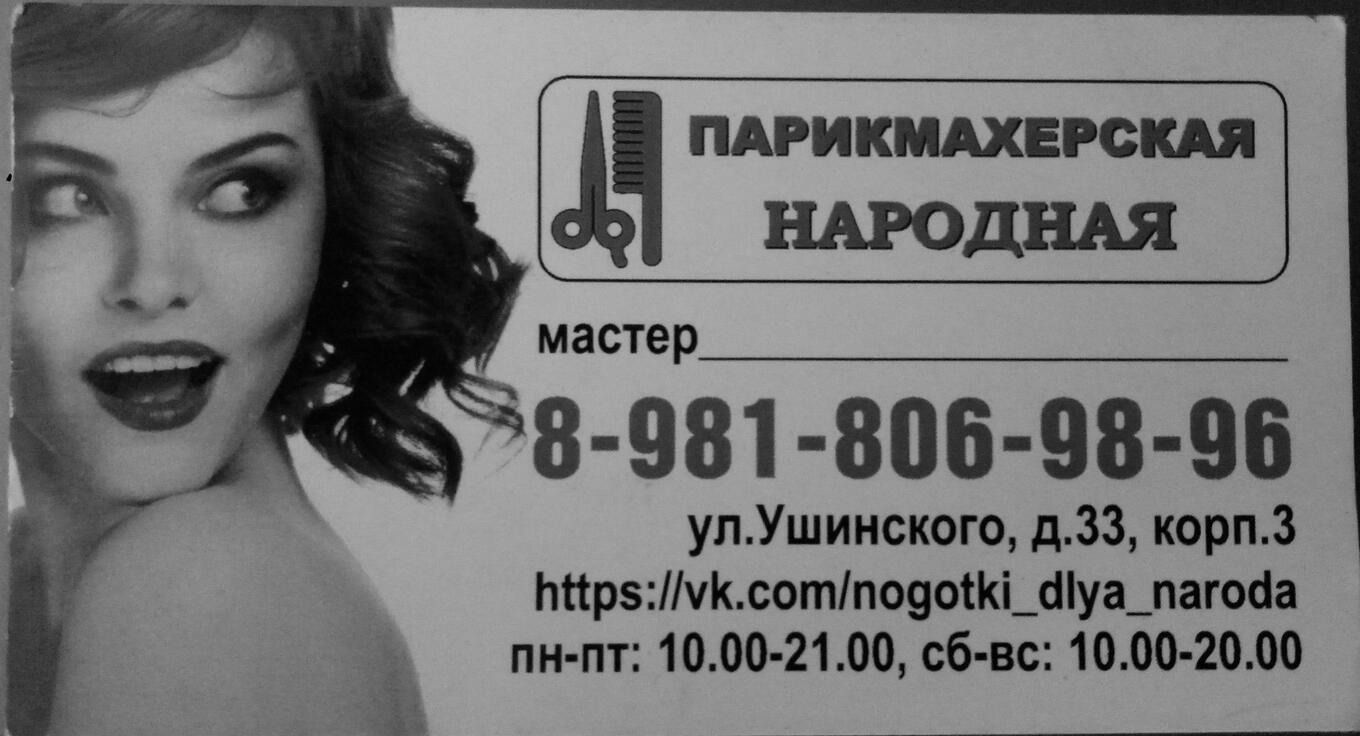 ПАРИКМАХЕРСКАЯ
НАРОДНАЯ
мастер
8-981-806-98-96
ул.Ушинского, д.33, корп.3
https://vk.com/nogotki_dlya_naroda
пн-пт: 10.00-21.00, сб-вс: 10.00-20.00